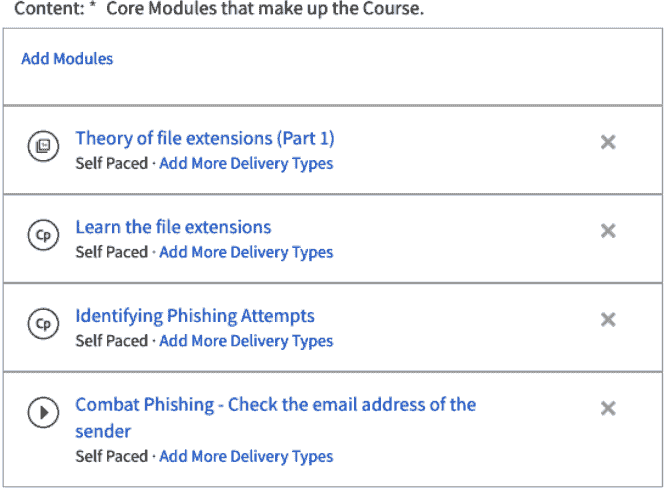 Content: * Core Modules that make up the Course.
Add Modules
Theory of file extensions (Part 1)
Self Paced · Add More Delivery Types
Cp
Learn the file extensions
Self Paced · Add More Delivery Types
Cp
Identifying Phishing Attempts
Self Paced · Add More Delivery Types
Combat Phishing - Check the email address of the
sender
Self Paced · Add More Delivery Types